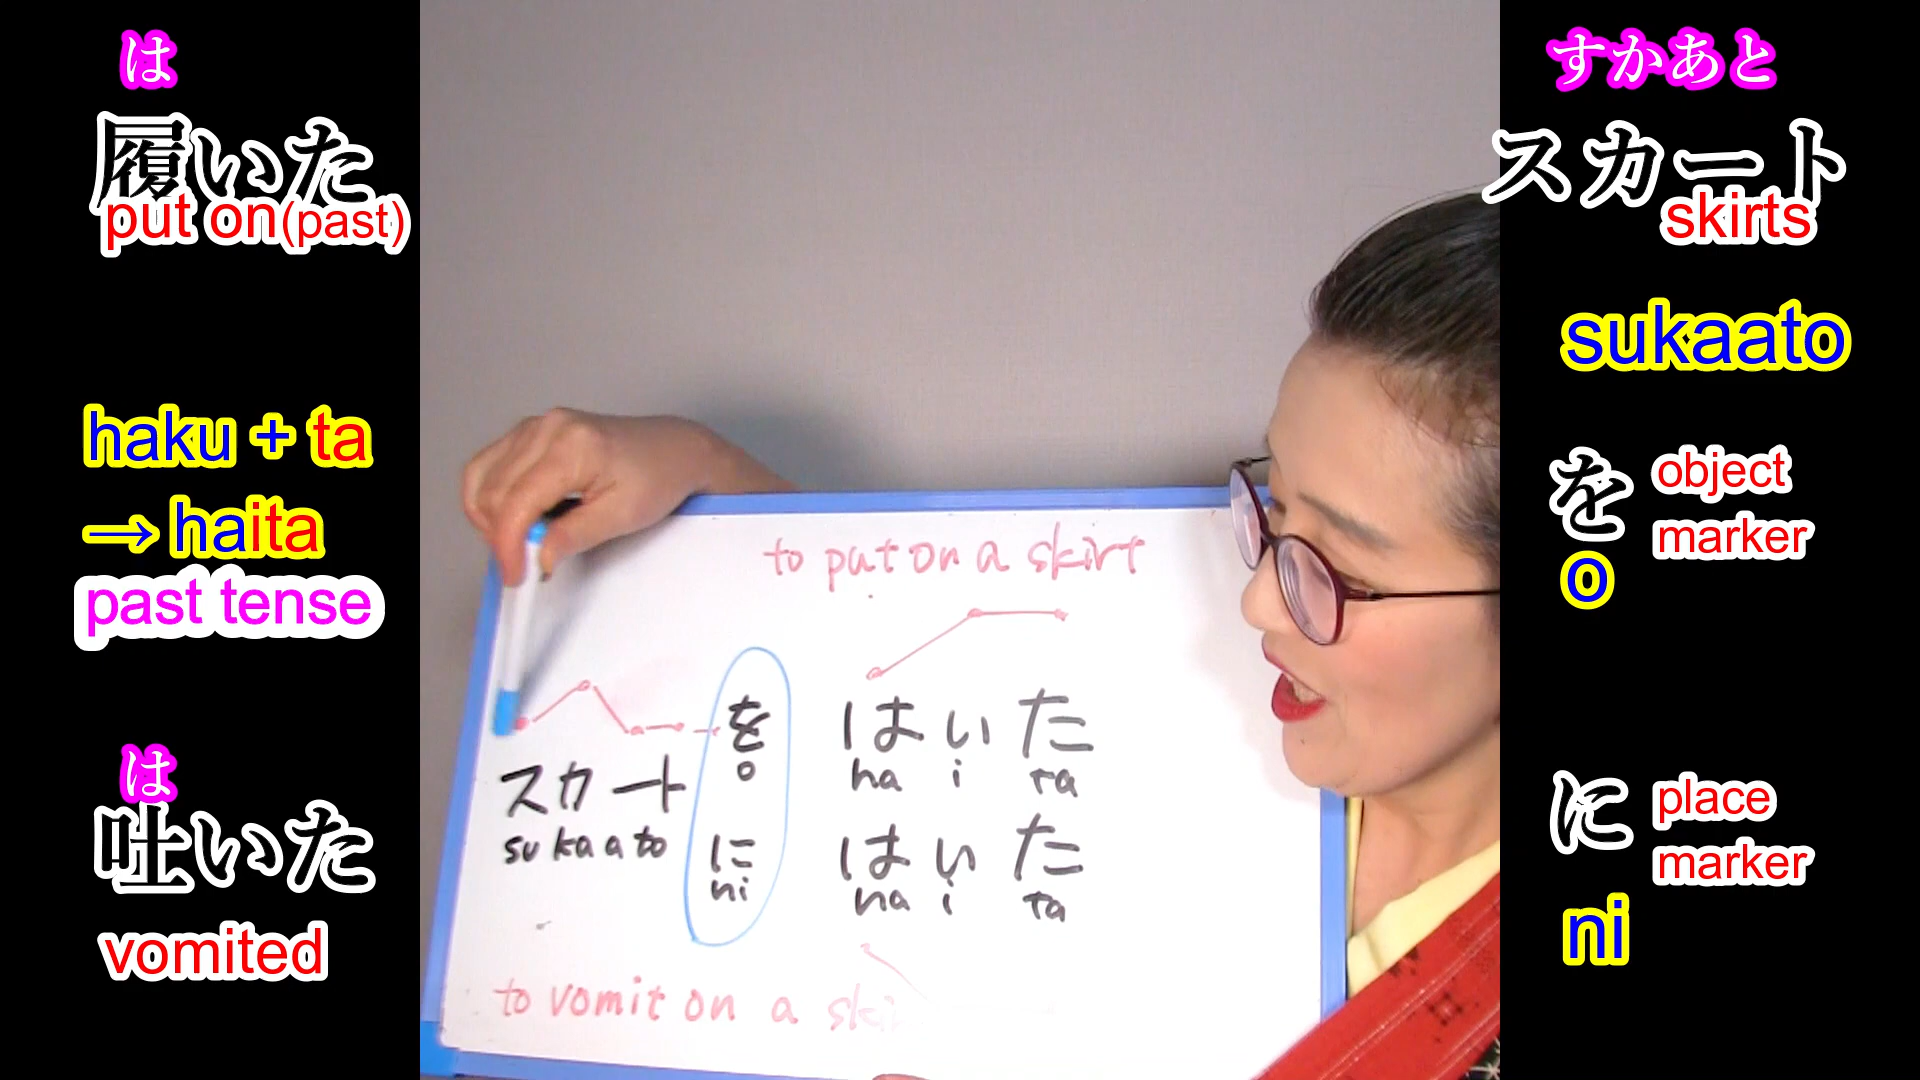 は
履いた
put on(past)
haku + ta
→ haita
past tense
は
吐いた
vomited
to put on a skirt
を はいた
o ha i ta
スカート
sukaato
に はいた
ni ha i ta
to vomit on a
すかあと
スカート
skirts
sukaato
を object
marker
o
に place
marker
ni